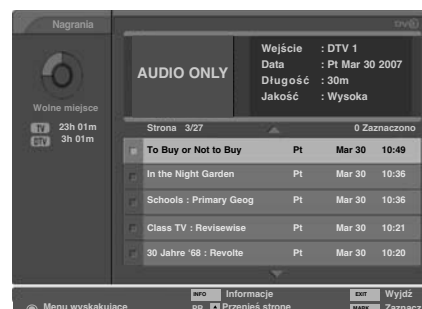 Nagrania
DV
Wolne miejsce
TV 23h 01m
DTV 3h 01m
AUDIO ONLY
Wejście : DTV 1
Data : Pt Mar 30 2007
Długość : 30m
Jakość : Wysoka
Strona 3/27 0 Zaznaczono
To Buy or Not to Buy Pt Mar 30 10:49
In the Night Garden Pt Mar 30 10:36
Schools : Primary Geog Pt Mar 30 10:36
Class TV : Revisewise Pt Mar 30 10:21
30 Jahre '68 : Revolte Pt Mar 30 10:20
INFO Informacje EXIT Wyjdź
Menu wyskakujące PR Przenieś stronę MARK Zaznacz